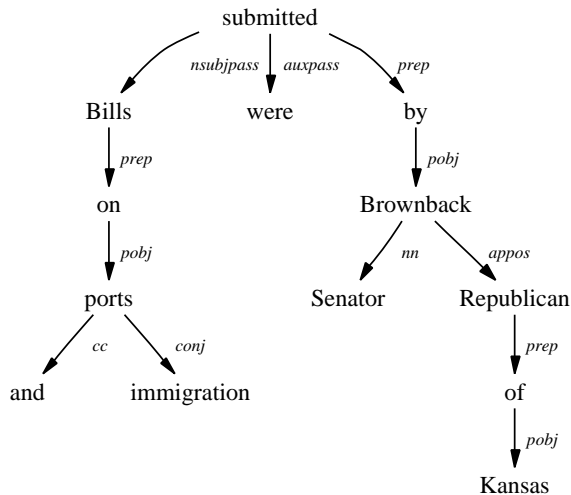 submitted
nsubjpass auxpass prep
Bills were by
prep pobj
on Brownback
pobj nn appos
ports Senator Republican
cc conj prep
and immigration of
pobj
Kansas